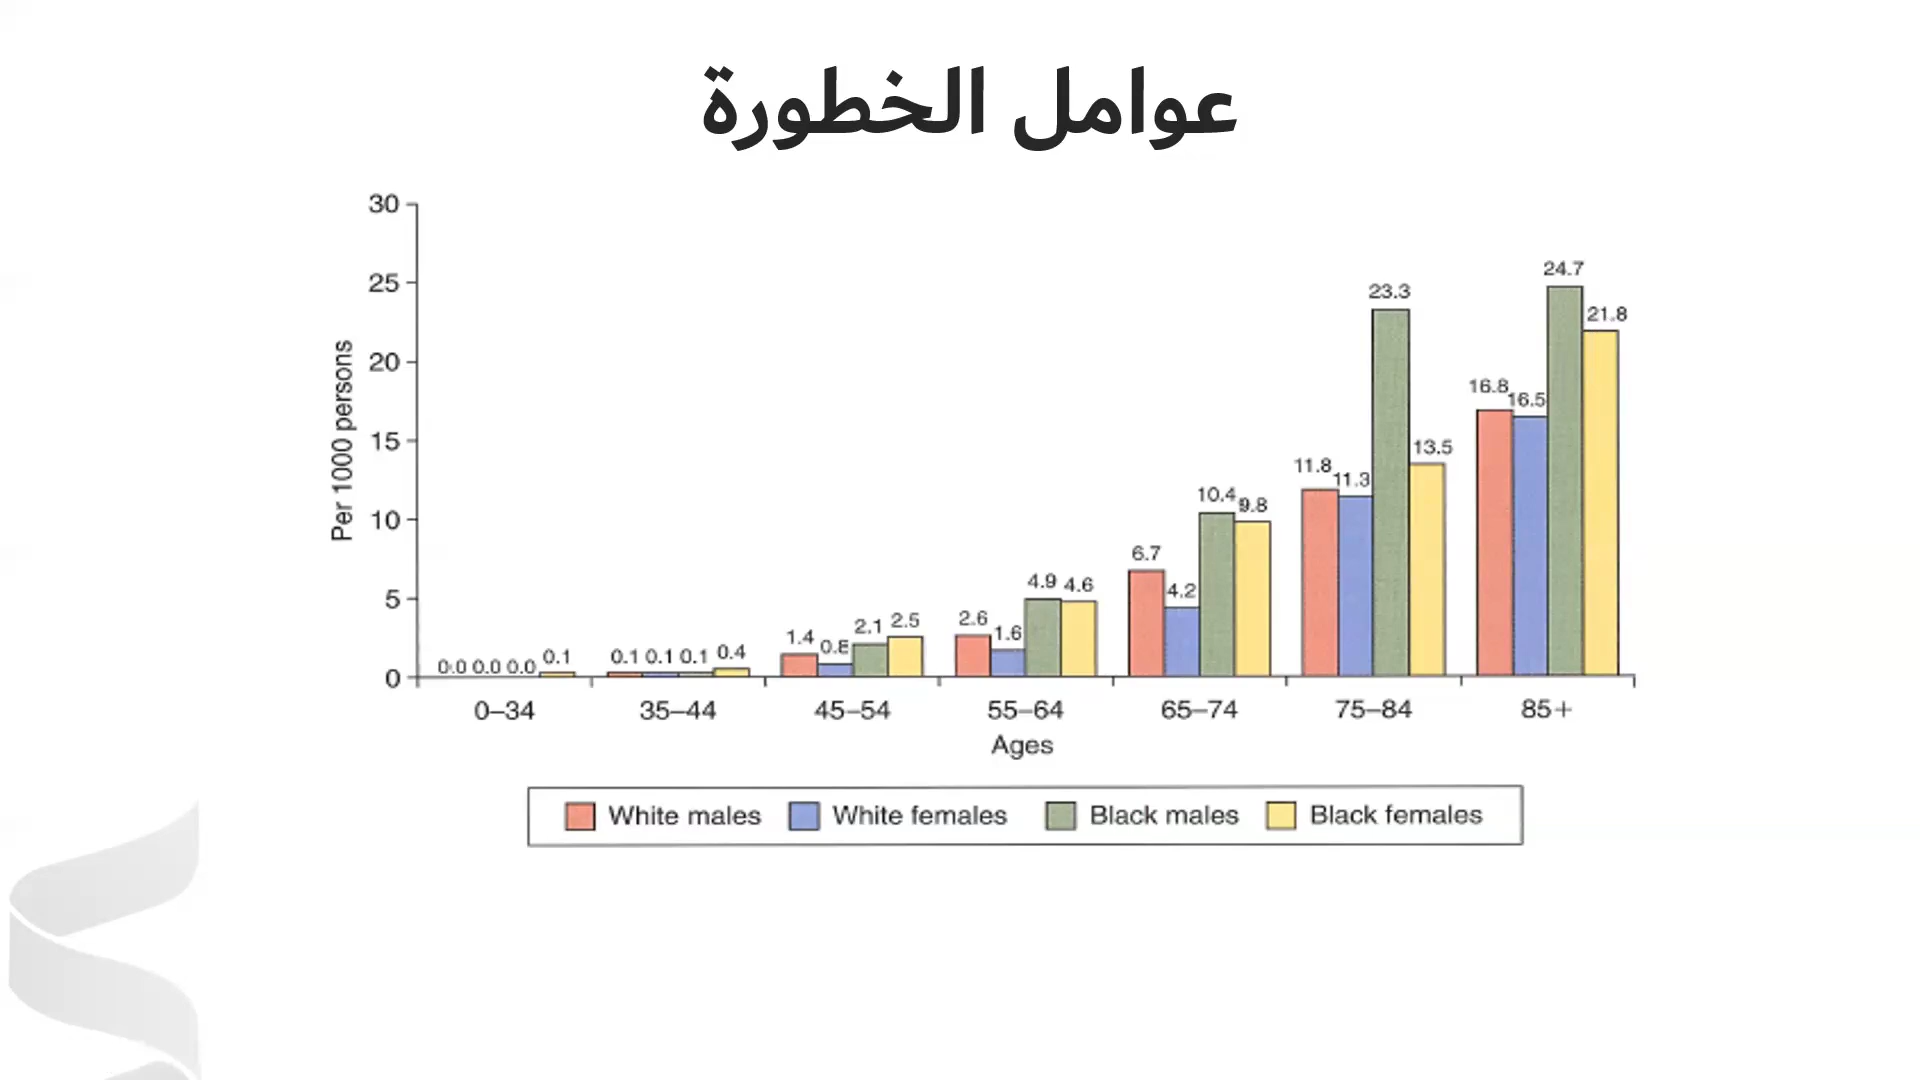 عوامل الخطورة
30
25
20
15
10
5
0
Per 1000 persons
0.0 0.0 0.0 0.1
0.1 0.1 0.1 0.4
1.4 0.8 2.1 2.5
2.6 1.6 4.9 4.6
6.7 4.2 10.4 9.8
11.8 11.3 23.3 13.5
16.8 16.5 24.7 21.8
0–34 35–44 45–54 55–64 65–74 75–84 85+
Ages
White males White females Black males Black females